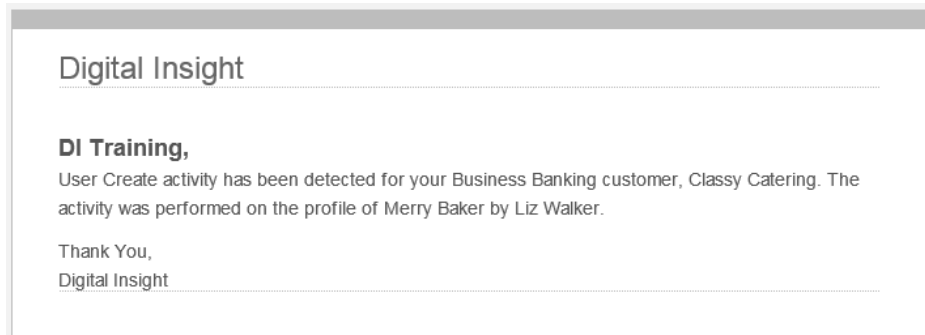 Digital Insight
DI Training,
User Create activity has been detected for your Business Banking customer, Classy Catering. The
activity was performed on the profile of Merry Baker by Liz Walker.
Thank You,
Digital Insight